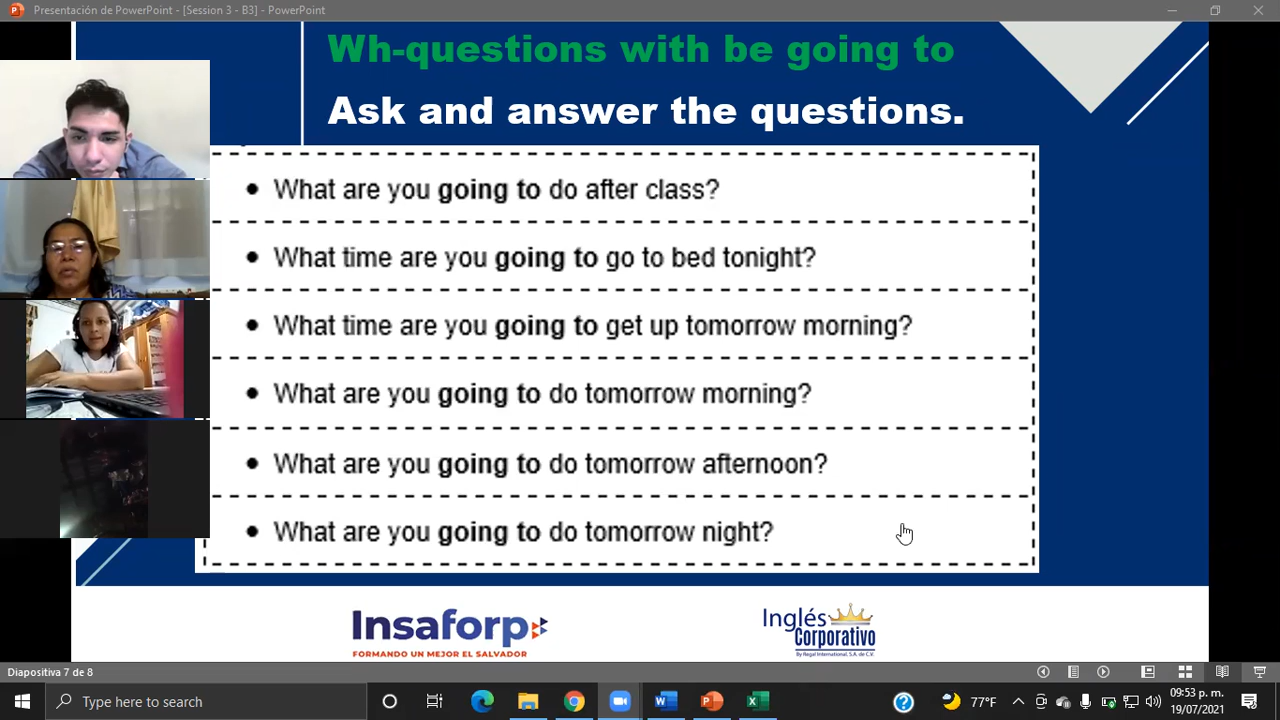 Presentación de PowerPoint - [Session 3 - B3] - PowerPoint
Wh-questions with be going to
Ask and answer the questions.
• What are you going to do after class?
• What time are you going to go to bed tonight?
• What time are you going to get up tomorrow morning?
• What are you going to do tomorrow morning?
• What are you going to do tomorrow afternoon?
• What are you going to do tomorrow night?
Insaforp
FORMANDO UN MEJOR EL SALVADOR
Inglés
Corporativo
By Regal International, S.A. de C.V.
Diapositiva 7 de 8
Type here to search
77°F
09:53 p. m.
19/07/2021